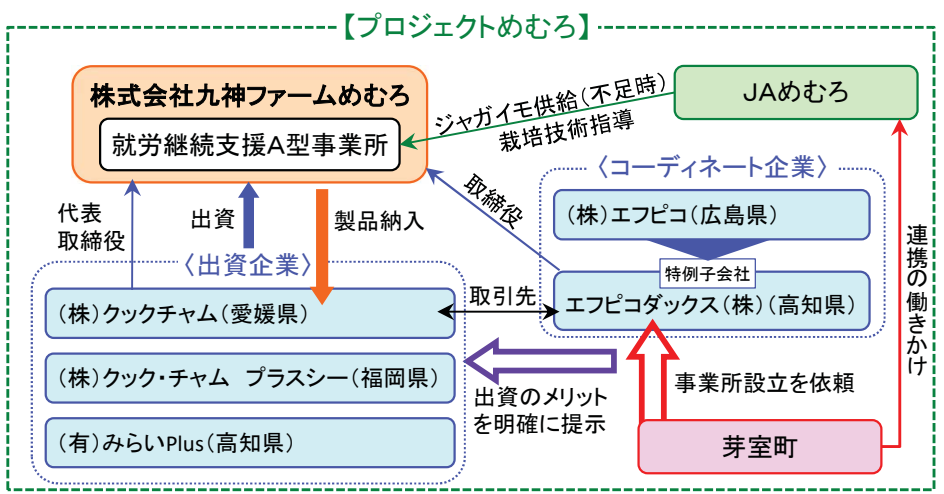 【プロジェクトめむろ】
株式会社九神ファームめむろ
就労継続支援A型事業所
ジャガイモ供給(不足時)
栽培技術指導
JAめむろ
代表
取締役
出資
製品納入
取締役
〈コーディネート企業〉
(株)エフピコ(広島県)
特例子会社
エフピコダックス(株)(高知県)
連携の働きかけ
〈出資企業〉
(株)クックチャム(愛媛県)
取引先
(株)クック・チャム プラスシー(福岡県)
(有)みらいPlus(高知県)
出資のメリット
を明確に提示
事業所設立を依頼
芽室町